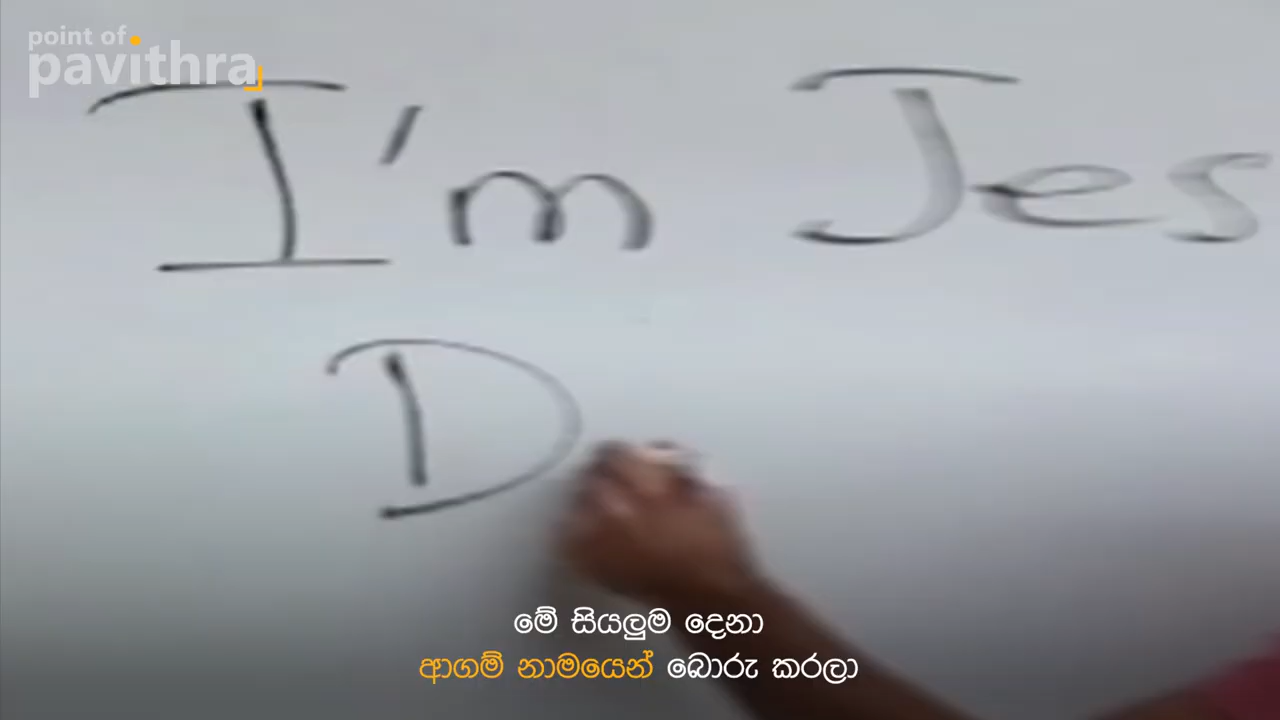 point of
pavithra
I'm Jes
D
මේ සියලුම දෙනා
ආගම් නාමයෙන් බොරු කරලා